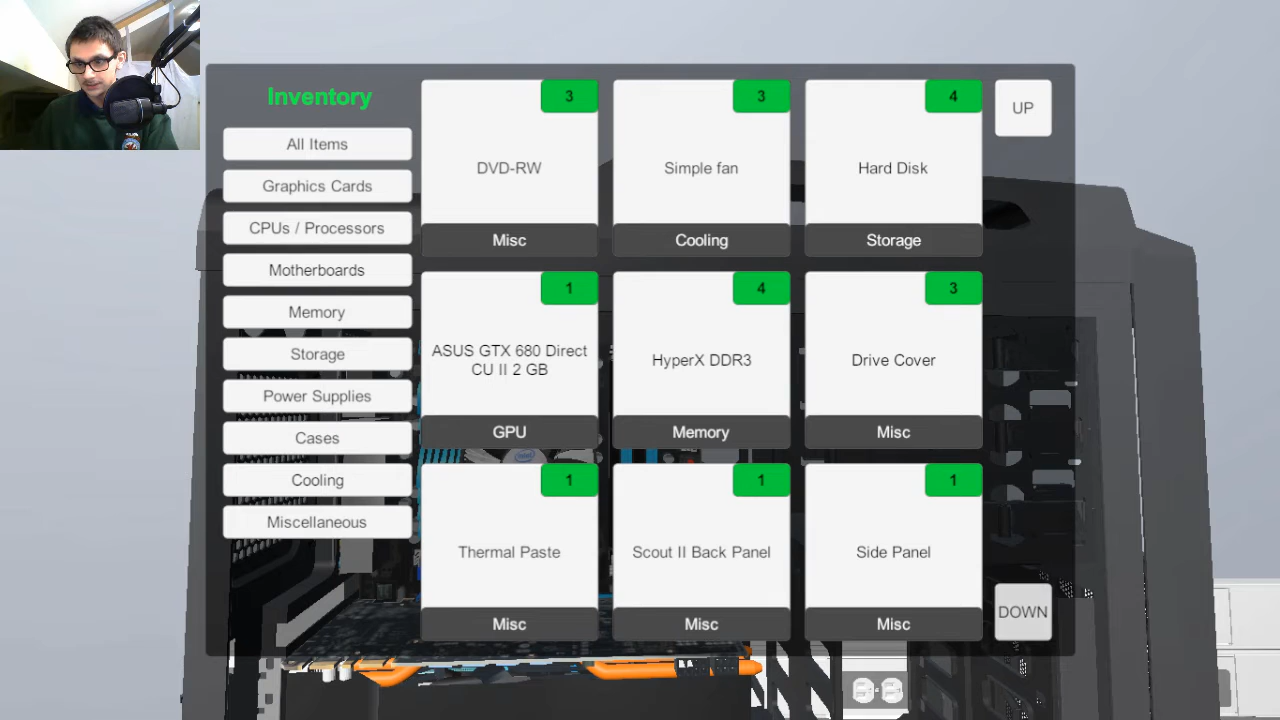 Inventory
All Items
Graphics Cards
CPUs / Processors
Motherboards
Memory
Storage
Power Supplies
Cases
Cooling
Miscellaneous
3
DVD-RW
Misc
3
Simple fan
Cooling
4
Hard Disk
Storage
1
ASUS GTX 680 Direct
CU II 2 GB
GPU
4
HyperX DDR3
Memory
3
Drive Cover
Misc
1
Thermal Paste
Misc
1
Scout II Back Panel
Misc
1
Side Panel
Misc
UP
DOWN